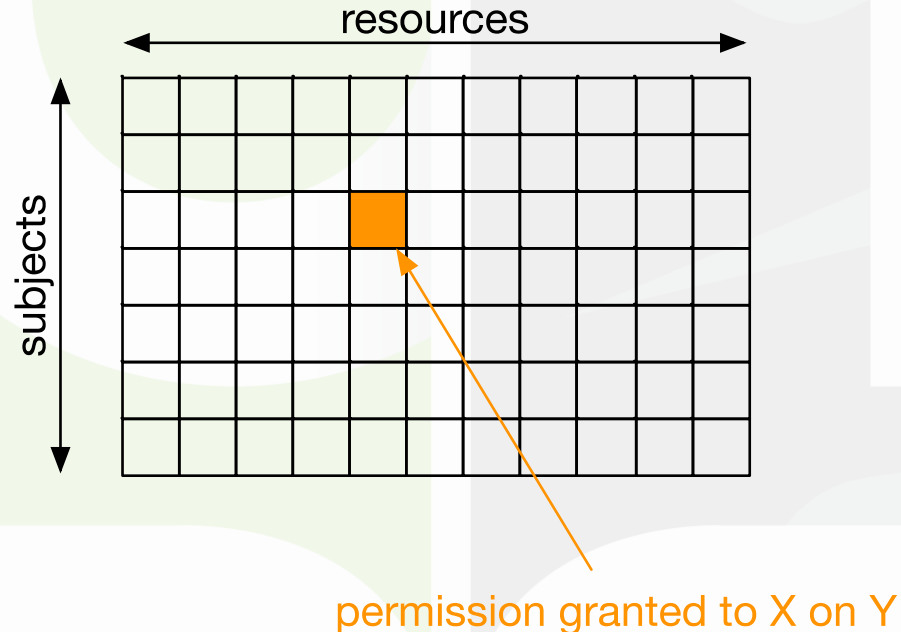 resources
subjects
permission granted to X on Y